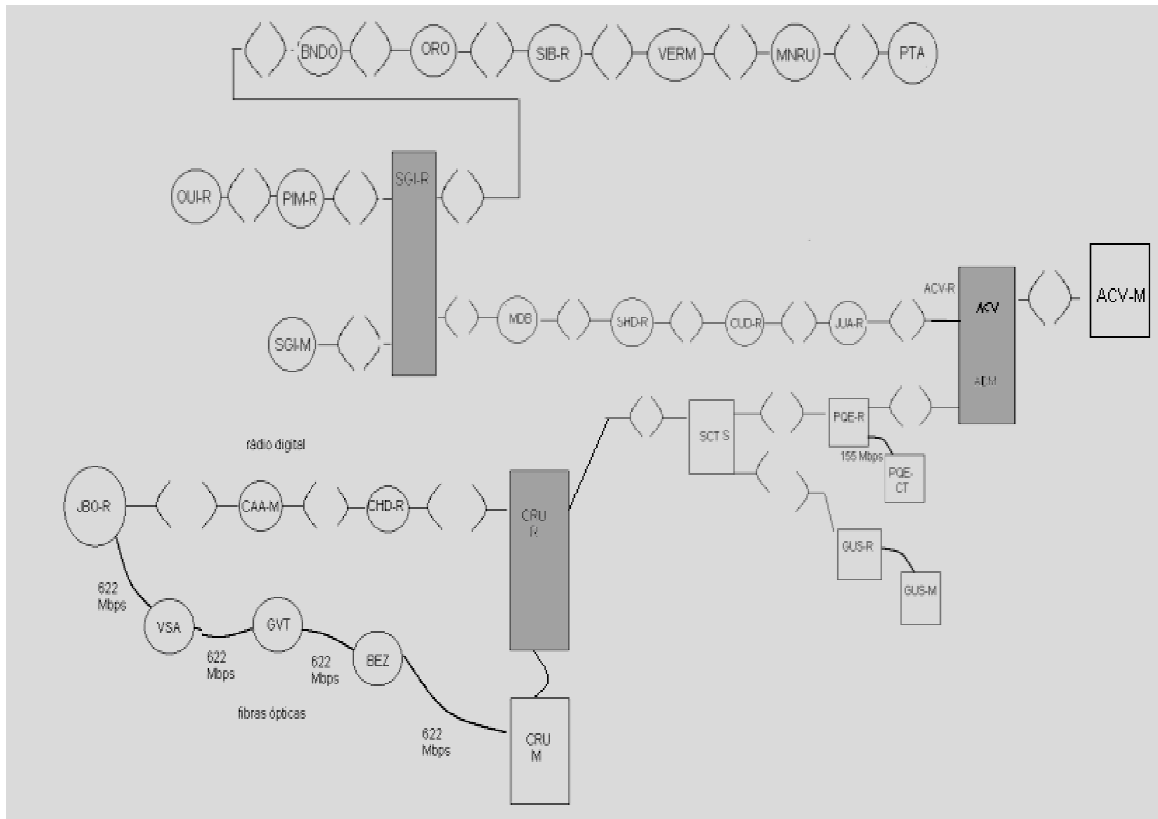 BNDO
ORO
SIB-R
VERM
MNRU
PTA
OUI-R
PIM-R
SGI-R
SGI-M
MDB
SHD-R
CUD-R
JUA-R
ACV-R
ACV
ADM
ACV-M
SCT S
PQE-R
155 Mbps
PQE-
CT
GUS-R
GUS-M
rádio digital
JBO-R
CAA-M
CHD-R
CRU
R
622
Mbps
VSA
622
Mbps
GVT
622
Mbps
BEZ
622
Mbps
fibras ópticas
CRU
M